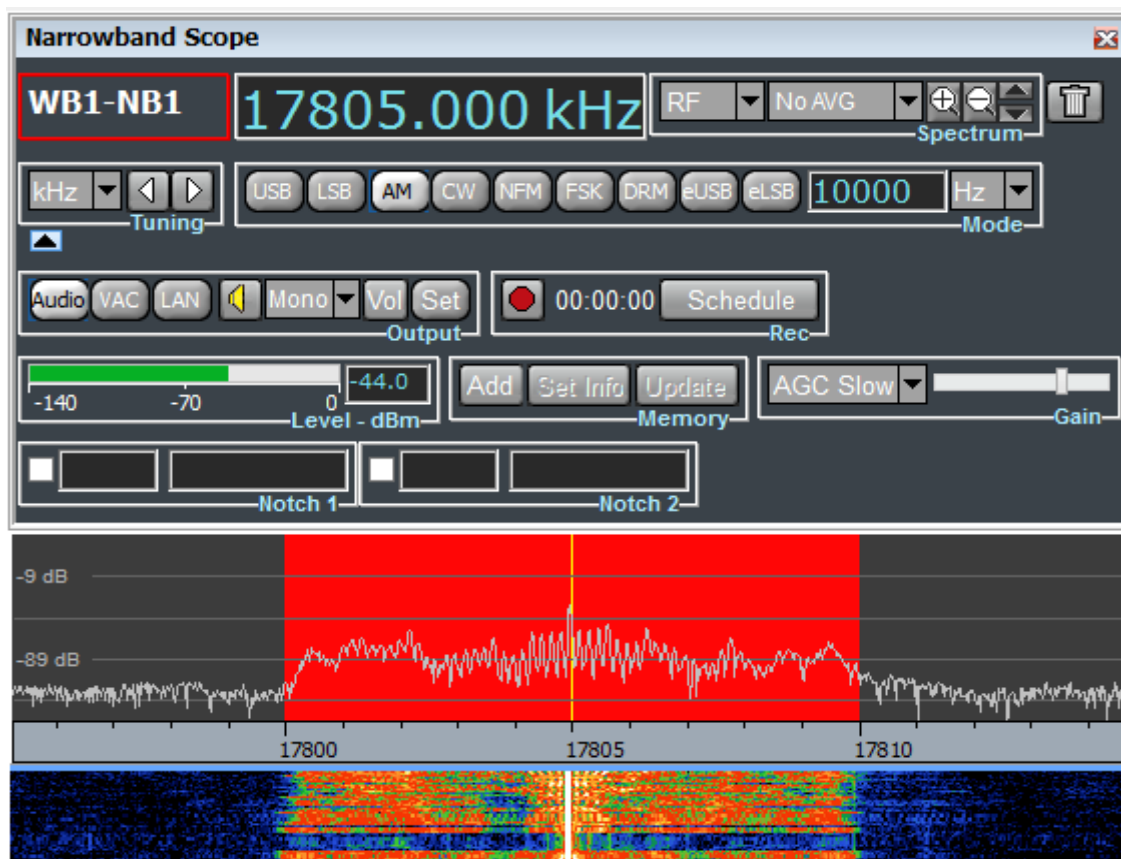 Narrowband Scope
WB1-NB1 17805.000 kHz RF No AVG
Spectrum
kHz USB LSB AM CW NFM FSK DRM eUSB eLSB 10000 Hz
Tuning Mode
Audio VAC LAN Mono Vol Set 00:00:00 Schedule
Output Rec
-44.0 Add Set Info Update AGC Slow
-140 -70 0
Level - dBm Memory Gain
Notch 1 Notch 2
-9 dB
-89 dB
17800 17805 17810